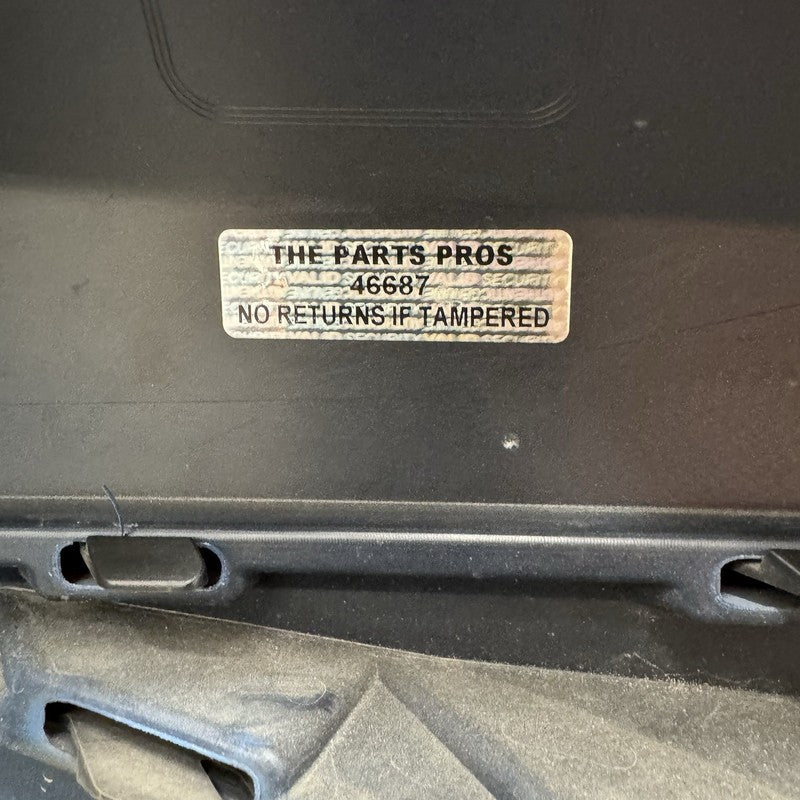 THE PARTS PROS
46687
NO RETURNS IF TAMPERED